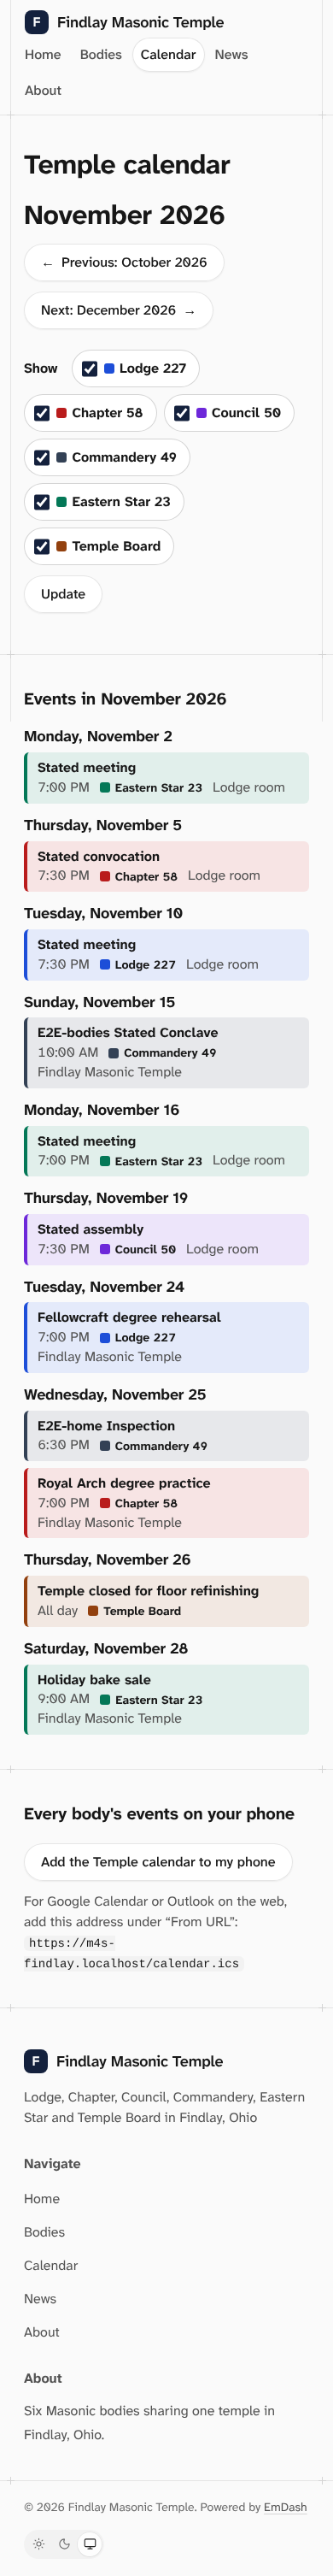 F Findlay Masonic Temple
Home Bodies Calendar News
About
Temple calendar
November 2026
← Previous: October 2026
Next: December 2026 →
Show Lodge 227
Chapter 58 Council 50
Commandery 49
Eastern Star 23
Temple Board
Update
Events in November 2026
Monday, November 2
Stated meeting
7:00 PM Eastern Star 23 Lodge room
Thursday, November 5
Stated convocation
7:30 PM Chapter 58 Lodge room
Tuesday, November 10
Stated meeting
7:30 PM Lodge 227 Lodge room
Sunday, November 15
E2E-bodies Stated Conclave
10:00 AM Commandery 49
Findlay Masonic Temple
Monday, November 16
Stated meeting
7:00 PM Eastern Star 23 Lodge room
Thursday, November 19
Stated assembly
7:30 PM Council 50 Lodge room
Tuesday, November 24
Fellowcraft degree rehearsal
7:00 PM Lodge 227
Findlay Masonic Temple
Wednesday, November 25
E2E-home Inspection
6:30 PM Commandery 49
Royal Arch degree practice
7:00 PM Chapter 58
Findlay Masonic Temple
Thursday, November 26
Temple closed for floor refinishing
All day Temple Board
Saturday, November 28
Holiday bake sale
9:00 AM Eastern Star 23
Findlay Masonic Temple
Every body's events on your phone
Add the Temple calendar to my phone
For Google Calendar or Outlook on the web,
add this address under “From URL”:
https://m4s-
findlay.localhost/calendar.ics
F Findlay Masonic Temple
Lodge, Chapter, Council, Commandery, Eastern
Star and Temple Board in Findlay, Ohio
Navigate
Home
Bodies
Calendar
News
About
About
Six Masonic bodies sharing one temple in
Findlay, Ohio.
© 2026 Findlay Masonic Temple. Powered by EmDash